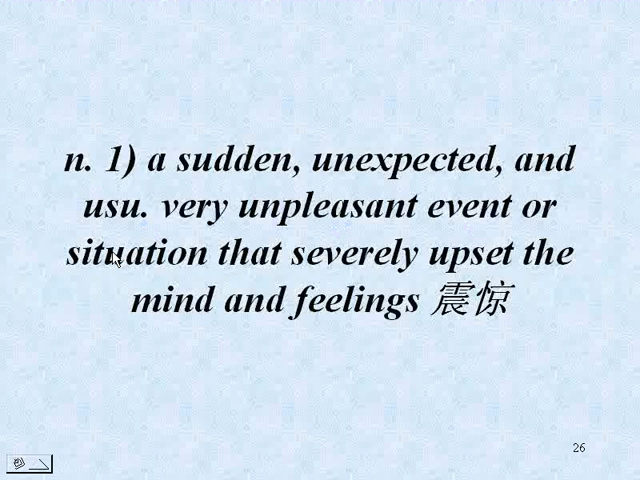 n. 1) a sudden, unexpected, and
usu. very unpleasant event or
situation that severely upset the
mind and feelings 震惊
26